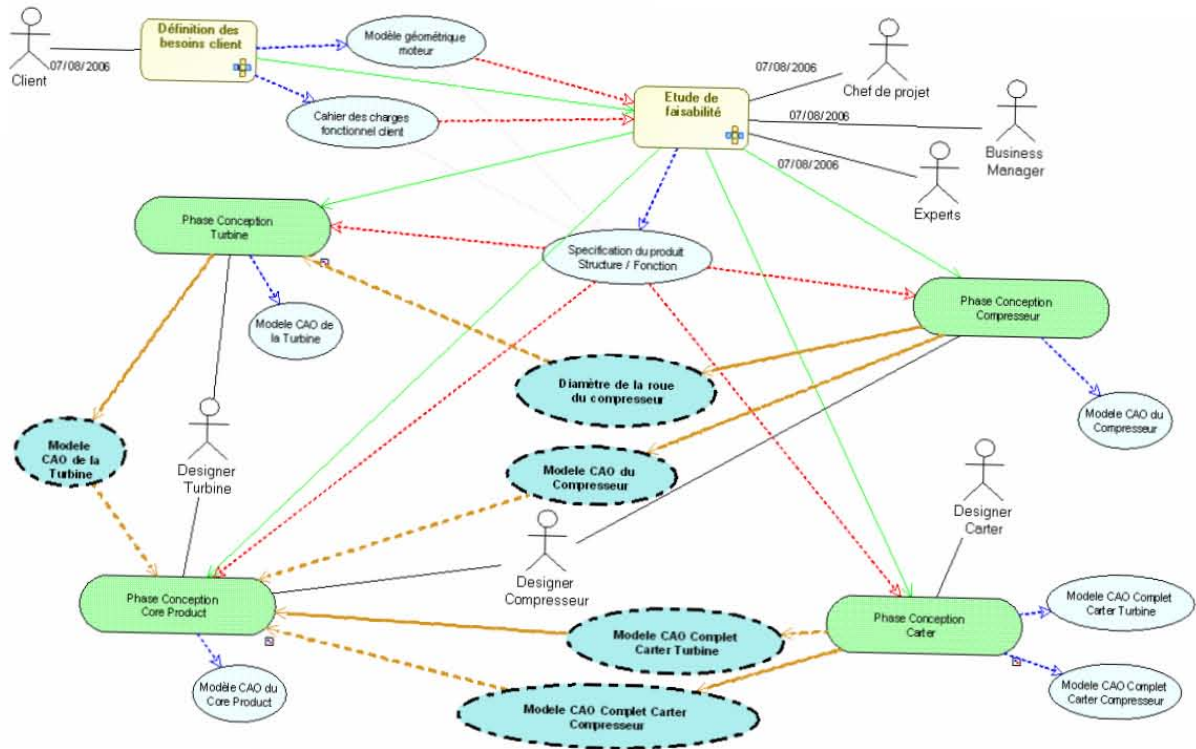 Définition des
besoins client
Modèle géométrique
moteur
Client
07/08/2006
Cahier des charges
fonctionnel client
Etude de
faisabilité
07/08/2006
Chef de projet
07/08/2006
Business
Manager
07/08/2006
Experts
Phase Conception
Turbine
Specification du produit
Structure / Fonction
Phase Conception
Compresseur
Modele CAO de
la Turbine
Diamètre de la roue
du compresseur
Modele CAO du
Compresseur
Modele
CAO de la
Turbine
Designer
Turbine
Modele CAO du
Compresseur
Designer
Carter
Designer
Compresseur
Phase Conception
Core Product
Phase Conception
Carter
Modele CAO Complet
Carter Turbine
Modele CAO Complet
Carter Turbine
Modèle CAO du
Core Product
Modele CAO Complet Carter
Compresseur
Modele CAO Complet
Carter Compresseur